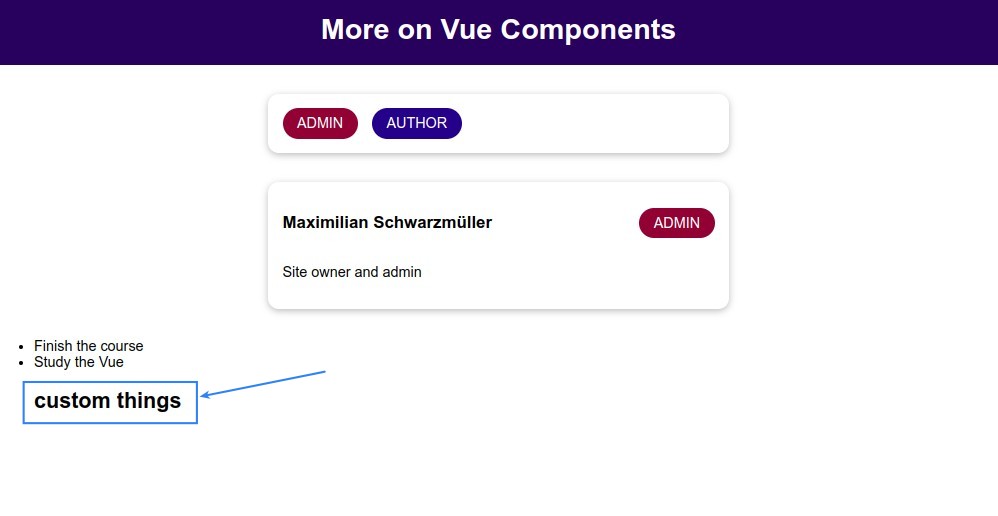 More on Vue Components
ADMIN AUTHOR
Maximilian Schwarzmüller ADMIN
Site owner and admin
Finish the course
Study the Vue
custom things